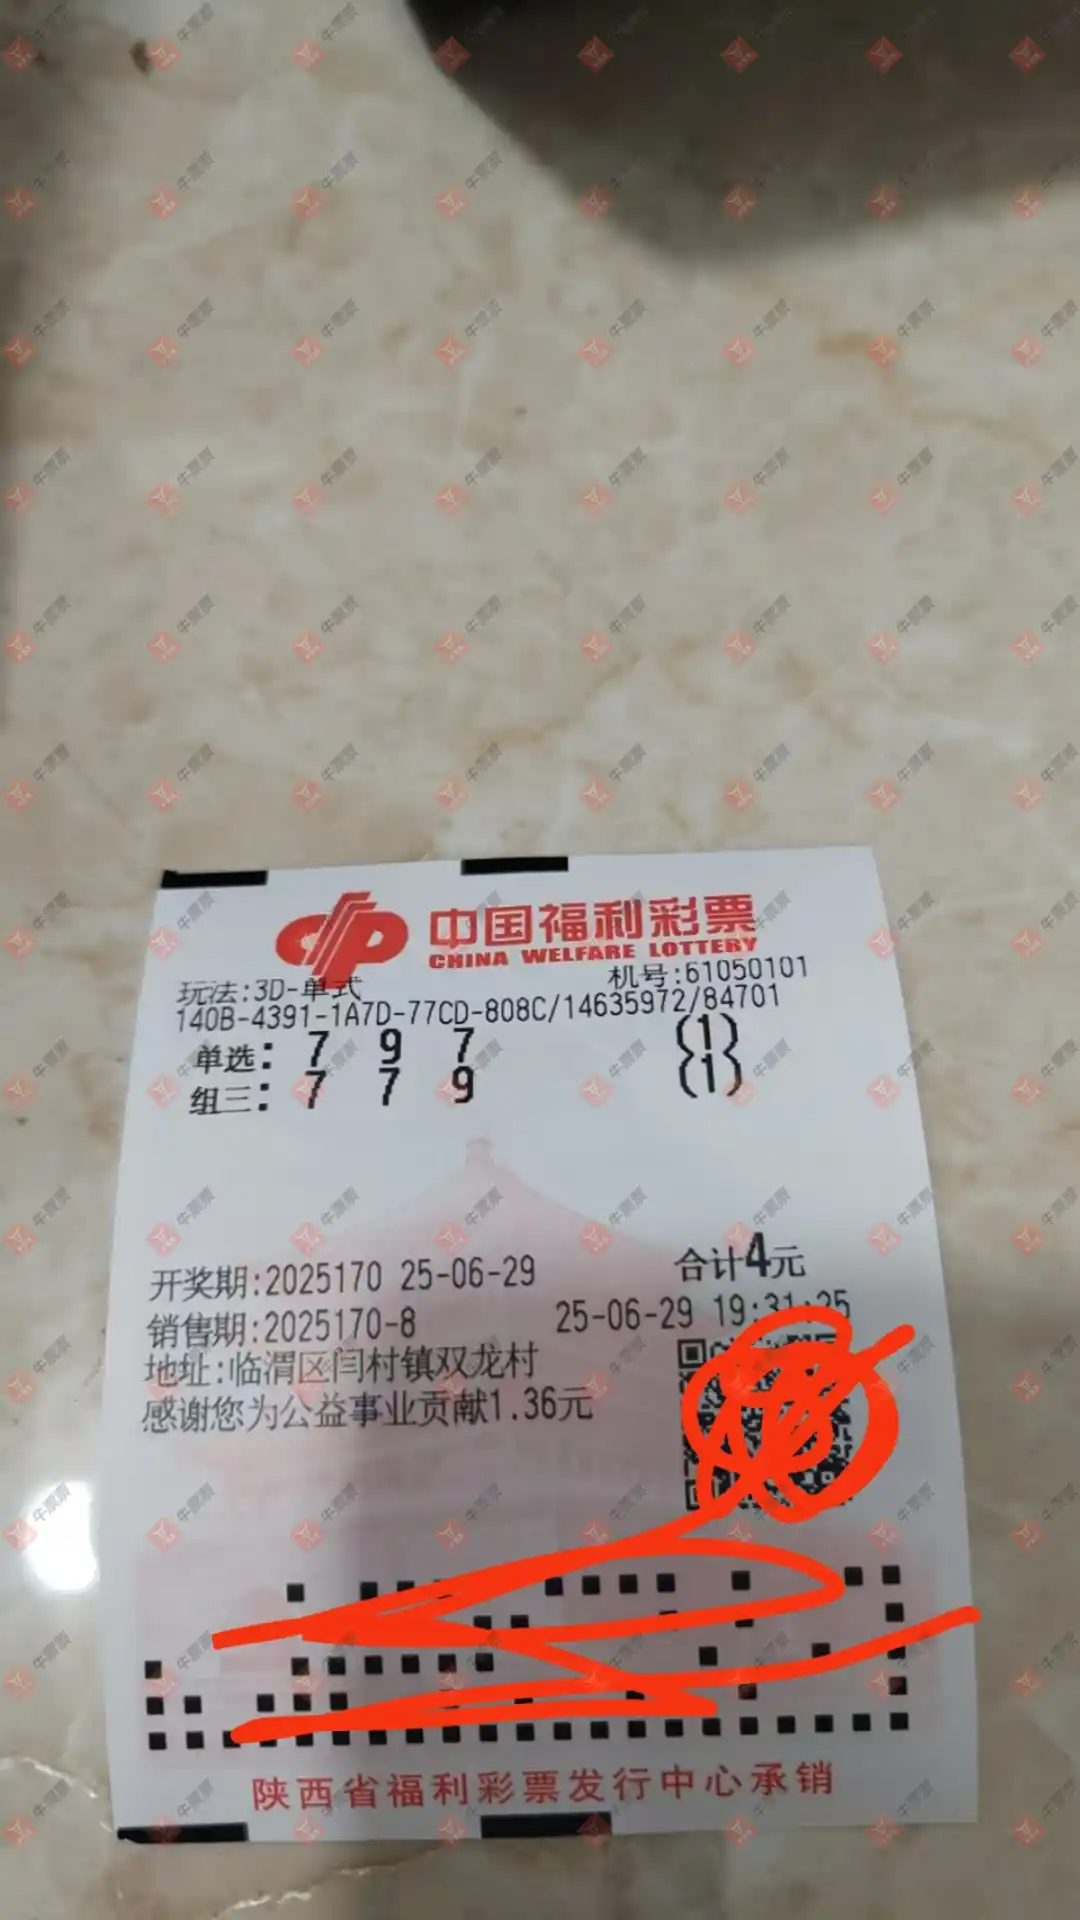 中国福利彩票
CHINA WELFARE LOTTERY
玩法:3D-单式 机号:61050101
140B-4391-1A7D-77CD-808C/14635972/84701
单选: 7 9 7 (1)
组三: 7 7 9 (1)
开奖期:2025170 25-06-29 合计4元
销售期:2025170-8 25-06-29 19:31:25
地址:临渭区闫村镇双龙村
感谢您为公益事业贡献1.36元
陕西省福利彩票发行中心承销
牛票票